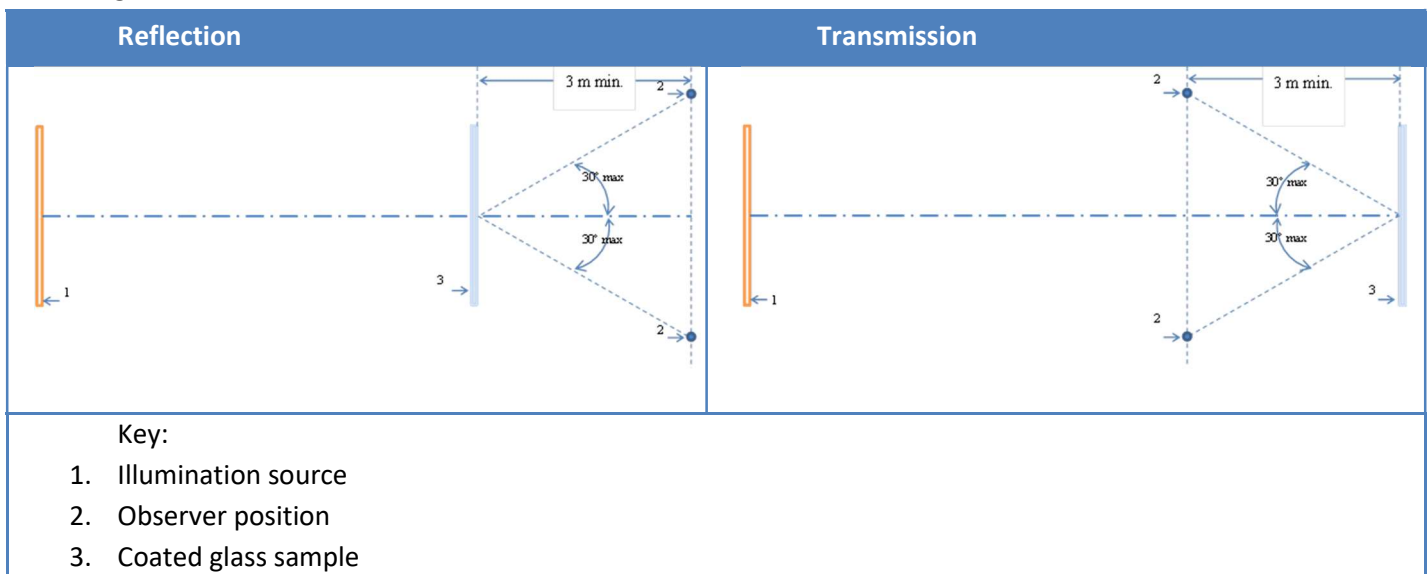 Reflection
Transmission
3 m min.
2
30° max
30° max
3
1
2
2
3 m min.
30° max
30° max
3
1
2
Key:
1. Illumination source
2. Observer position
3. Coated glass sample